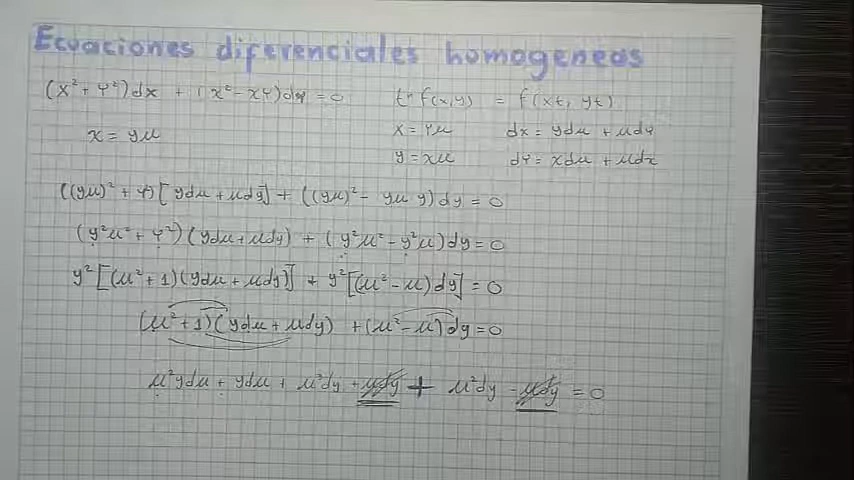 Ecuaciones diferenciales homogeneas
(x² + y²)dx + (x² - xy)dy = 0
tⁿ f(x,y) = f(xt, yt)
x = yu
x = yu dx = ydu + udy
y = xu dy = xdu + udx
((yu)² + y)[ydu + udy] + ((yu)² - yu y)dy = 0
(y²u² + y²)(ydu + udy) + (y²u² - y²u)dy = 0
y²[(u² + 1)(ydu + udy)] + y²[(u² - u)dy] = 0
(u² + 1)(ydu + udy) + (u² - u)dy = 0
u²ydu + ydu + u²dy + udy + u²dy - udy = 0